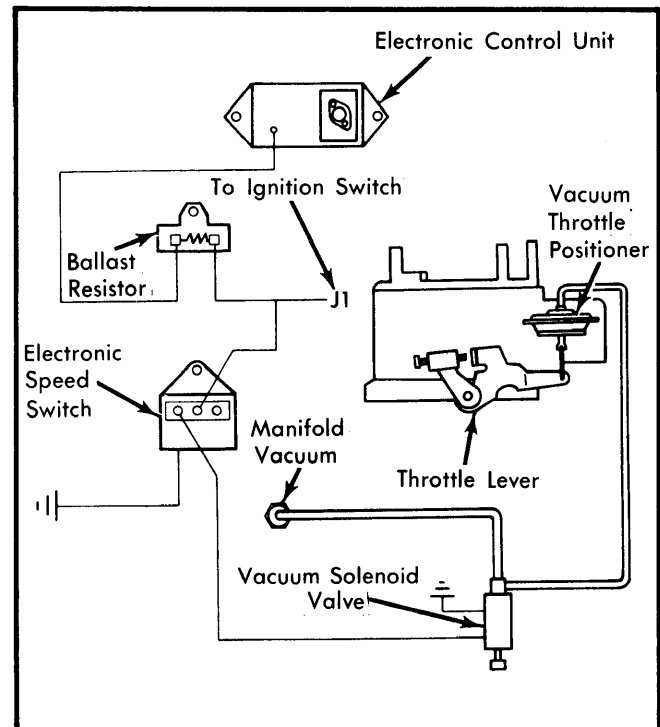 Electronic Control Unit
To Ignition Switch
Vacuum
Throttle
Positioner
Ballast
Resistor
J1
Electronic
Speed
Switch
Manifold
Vacuum
Throttle Lever
Vacuum Solenoid
Valve